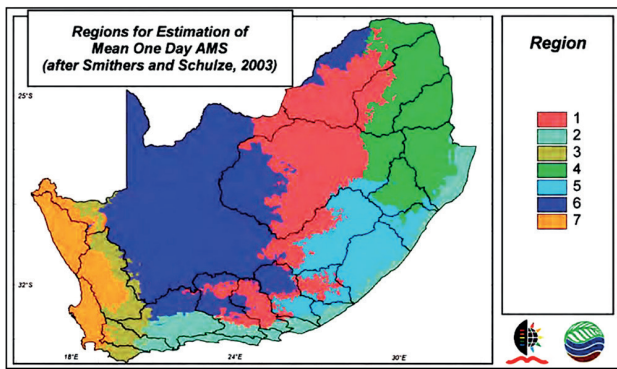 Regions for Estimation of
Mean One Day AMS
(after Smithers and Schulze, 2003)
Region
1
2
3
4
5
6
7
25°S
32°S
18°E
24°E
30°E